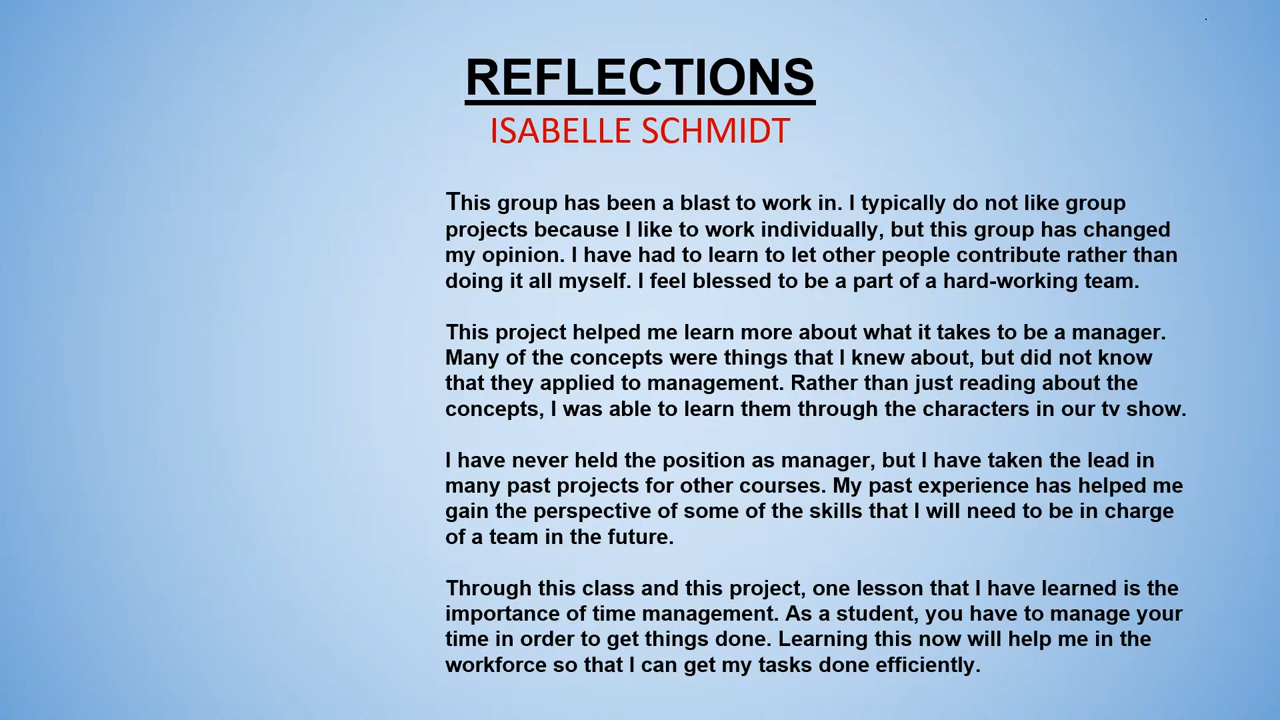 REFLECTIONS
ISABELLE SCHMIDT
This group has been a blast to work in. I typically do not like group
projects because I like to work individually, but this group has changed
my opinion. I have had to learn to let other people contribute rather than
doing it all myself. I feel blessed to be a part of a hard-working team.
This project helped me learn more about what it takes to be a manager.
Many of the concepts were things that I knew about, but did not know
that they applied to management. Rather than just reading about the
concepts, I was able to learn them through the characters in our tv show.
I have never held the position as manager, but I have taken the lead in
many past projects for other courses. My past experience has helped me
gain the perspective of some of the skills that I will need to be in charge
of a team in the future.
Through this class and this project, one lesson that I have learned is the
importance of time management. As a student, you have to manage your
time in order to get things done. Learning this now will help me in the
workforce so that I can get my tasks done efficiently.